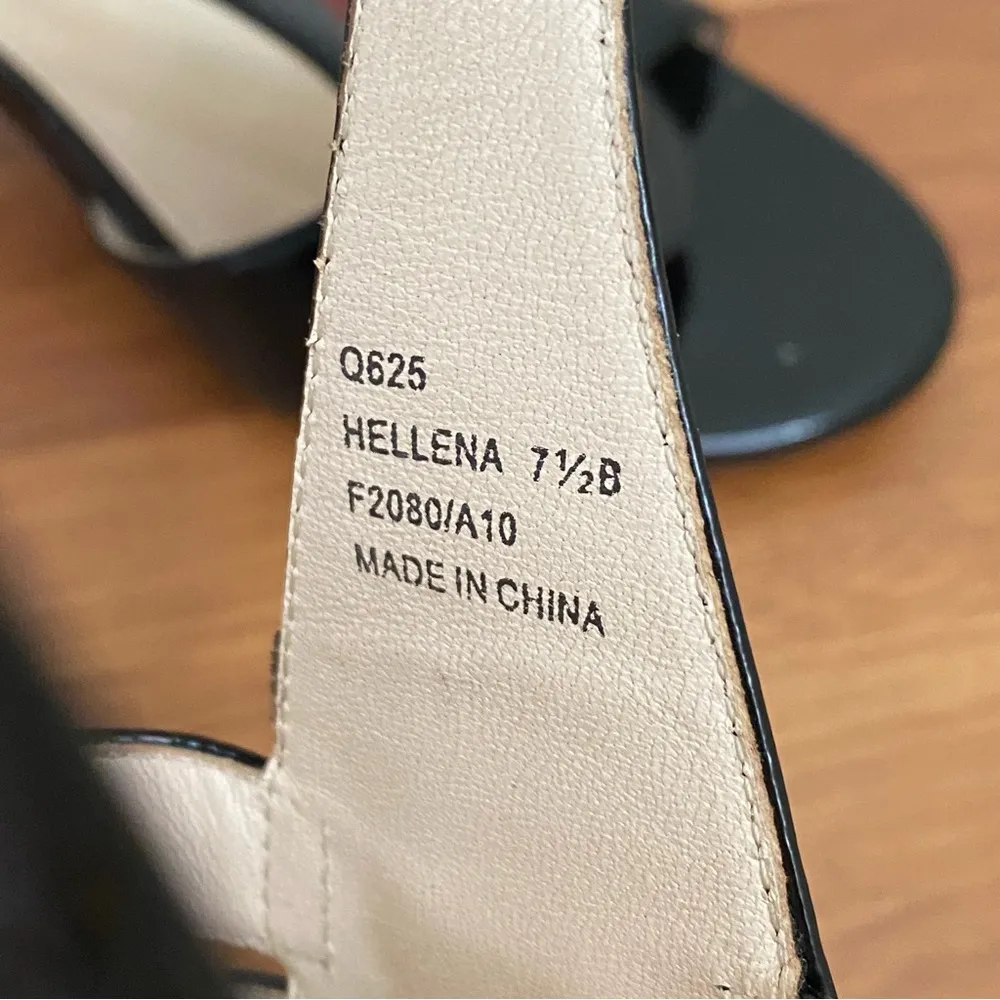 Q625
HELLENA 7½B
F2080/A10
MADE IN CHINA